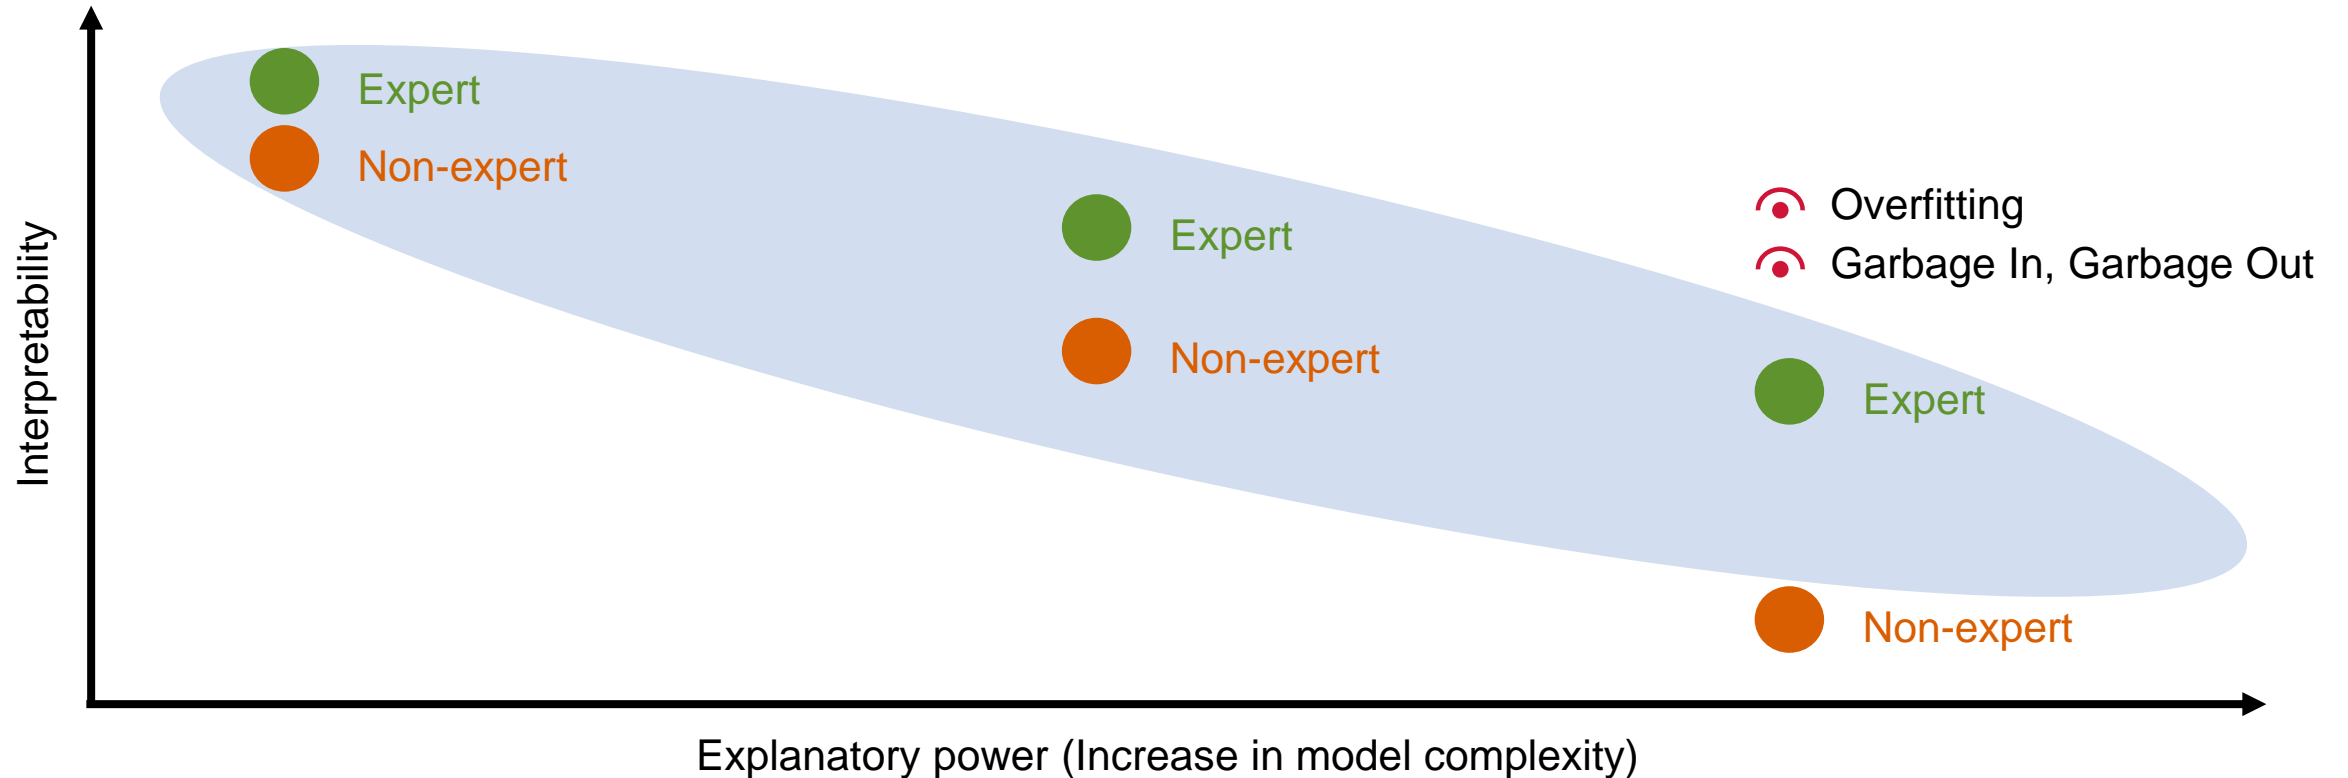 Expert
Non-expert
Expert
Non-expert
Overfitting
Garbage In, Garbage Out
Expert
Non-expert
Interpretability
Explanatory power (Increase in model complexity)